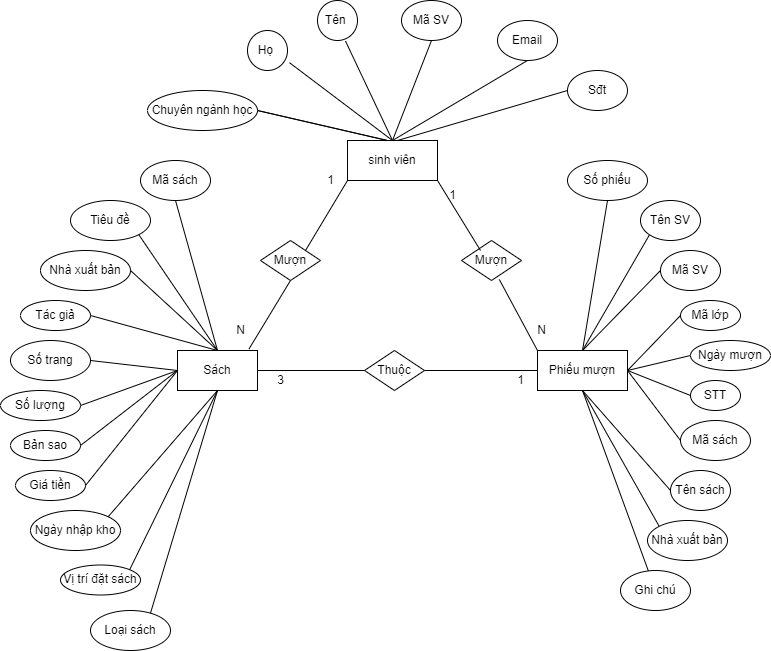 Tên
Mã SV
Họ
Email
Sđt
Chuyên ngành học
sinh viên
1
1
Mã sách
Số phiếu
Tiêu đề
Tên SV
Mượn
Mượn
Nhà xuất bản
Mã SV
Tác giả
Mã lớp
N
N
Số trang
Sách
Thuộc
Phiếu mượn
Ngày mượn
3
1
STT
Số lượng
Bản sao
Mã sách
Giá tiền
Tên sách
Ngày nhập kho
Nhà xuất bản
Vị trí đặt sách
Ghi chú
Loại sách